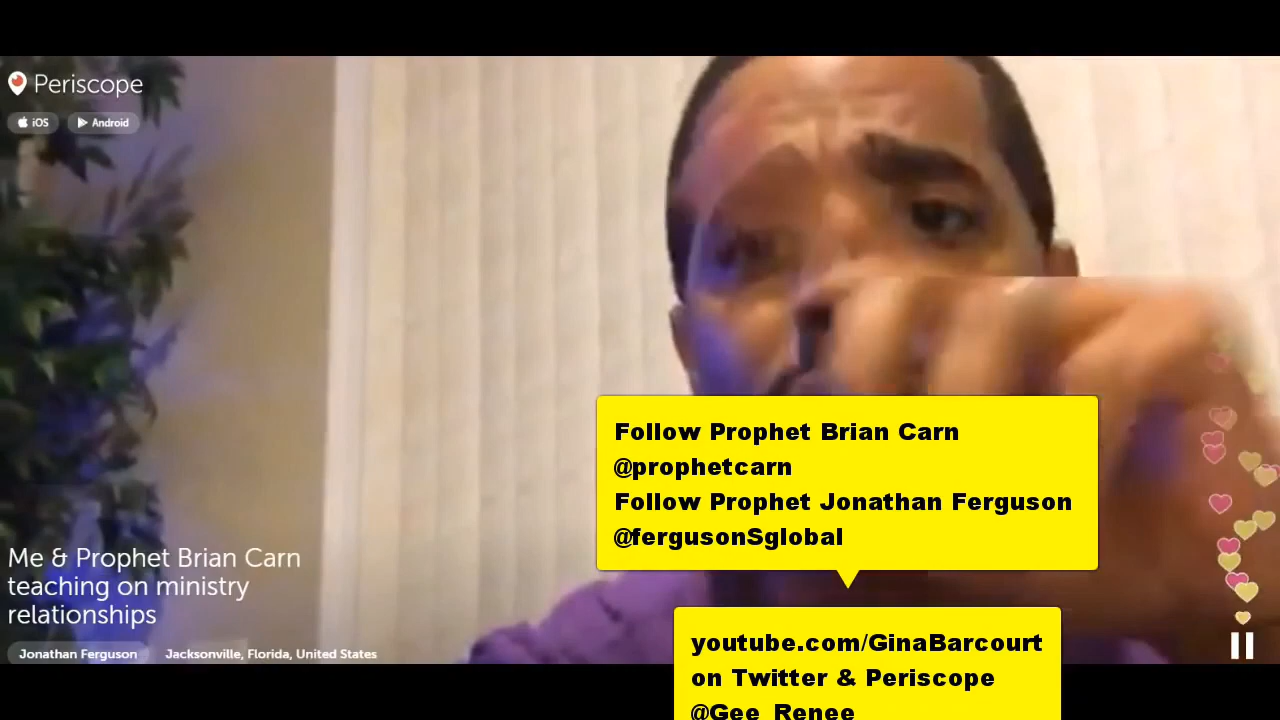 Periscope
iOS
Android
Follow Prophet Brian Carn
@prophetcarn
Follow Prophet Jonathan Ferguson
@fergusonSglobal
Me & Prophet Brian Carn
teaching on ministry
relationships
Jonathan Ferguson
Jacksonville, Florida, United States
youtube.com/GinaBarcourt
on Twitter & Periscope
@Gee_Renee